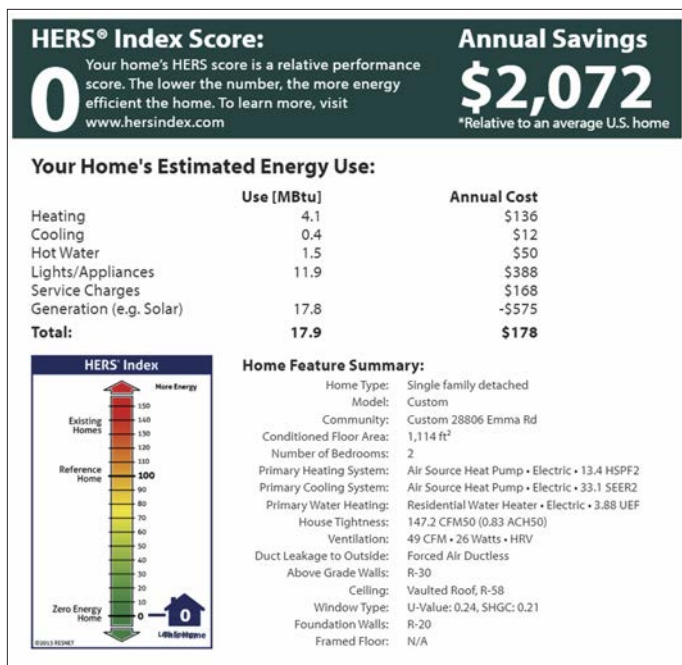 HERS® Index Score:
0
Your home's HERS score is a relative performance
score. The lower the number, the more energy
efficient the home. To learn more, visit
www.hersindex.com
Annual Savings
$2,072
*Relative to an average U.S. home
Your Home's Estimated Energy Use:
Use [MBtu] Annual Cost
Heating 4.1 $136
Cooling 0.4 $12
Hot Water 1.5 $50
Lights/Appliances 11.9 $388
Service Charges $168
Generation (e.g. Solar) 17.8 -$575
Total: 17.9 $178
HERS® Index
More Energy
150
Existing Homes 140
130
120
110
Reference Home 100
90
80
70
60
50
40
30
20
10
Zero Energy Home 0
0
This Home
Less Energy
©2013 RESNET
Home Feature Summary:
Home Type: Single family detached
Model: Custom
Community: Custom 28806 Emma Rd
Conditioned Floor Area: 1,114 ft²
Number of Bedrooms: 2
Primary Heating System: Air Source Heat Pump • Electric • 13.4 HSPF2
Primary Cooling System: Air Source Heat Pump • Electric • 33.1 SEER2
Primary Water Heating: Residential Water Heater • Electric • 3.88 UEF
House Tightness: 147.2 CFM50 (0.83 ACH50)
Ventilation: 49 CFM • 26 Watts • HRV
Duct Leakage to Outside: Forced Air Ductless
Above Grade Walls: R-30
Ceiling: Vaulted Roof, R-58
Window Type: U-Value: 0.24, SHGC: 0.21
Foundation Walls: R-20
Framed Floor: N/A